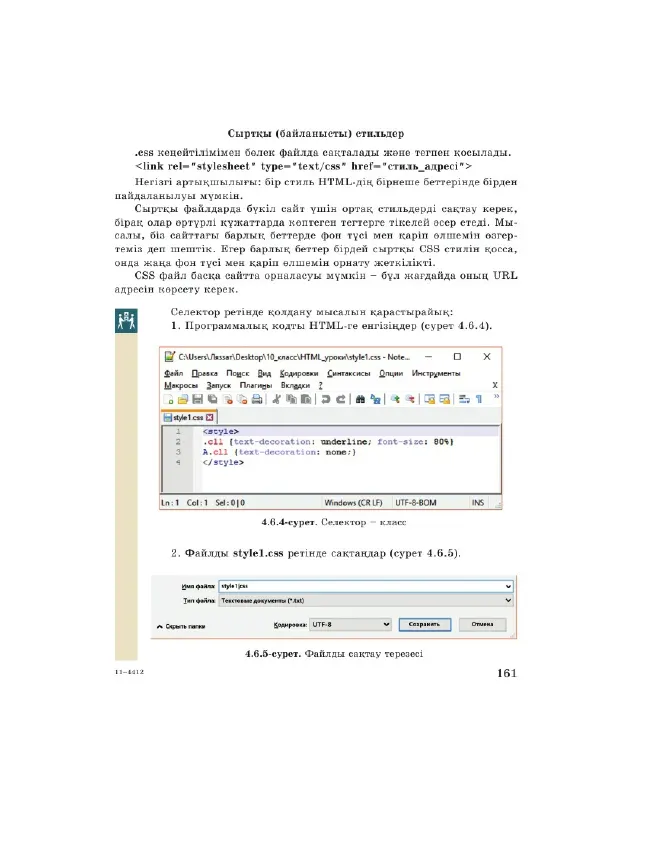 Сыртқы (байланысты) стильдер
.css кеңейтілімімен бөлек файлда сақталады және тегпен қосылады.
<link rel="stylesheet" type="text/css" href="стиль_адресі">
Негізгі артықшылығы: бір стиль HTML-дің бірнеше беттерінде бірден
пайдаланылуы мүмкін.
Сыртқы файлдарда бүкіл сайт үшін ортақ стильдерді сақтау керек,
бірақ олар әртүрлі құжаттарда көптеген тегтерге тікелей әсер етеді. Мы-
салы, біз сайттағы барлық беттерде фон түсі мен қаріп өлшемін өзгер-
теміз деп шештік. Егер барлық беттер бірдей сыртқы CSS стилін қосса,
онда жаңа фон түсі мен қаріп өлшемін орнату жеткілікті.
CSS файл басқа сайтта орналасуы мүмкін – бұл жағдайда оның URL
адресін көрсету керек.
Селектор ретінде қолдану мысалын қарастырайық:
1. Программалық кодты HTML-ге енгізіңдер (сурет 4.6.4).
C:\Users\Ляззат\Desktop\10_класс\HTML_уроки\style1.css - Note...
Файл Правка Поиск Вид Кодировки Синтаксисы Опции Инструменты
Макросы Запуск Плагины Вкладки ? X
style1.css
1 <style>
2 .cl1 {text-decoration: underline; font-size: 80%}
3 A.cl1 {text-decoration: none;}
4 </style>
Ln : 1 Col : 1 Sel : 0 | 0 Windows (CR LF) UTF-8-BOM INS
4.6.4-сурет. Селектор – класс
2. Файлды style1.css ретінде сақтаңдар (сурет 4.6.5).
Имя файла: style1.css
Тип файла: Текстовые документы (*.txt)
Скрыть папки Кодировка: UTF-8 Сохранить Отмена
4.6.5-сурет. Файлды сақтау терезесі
11–4412
161